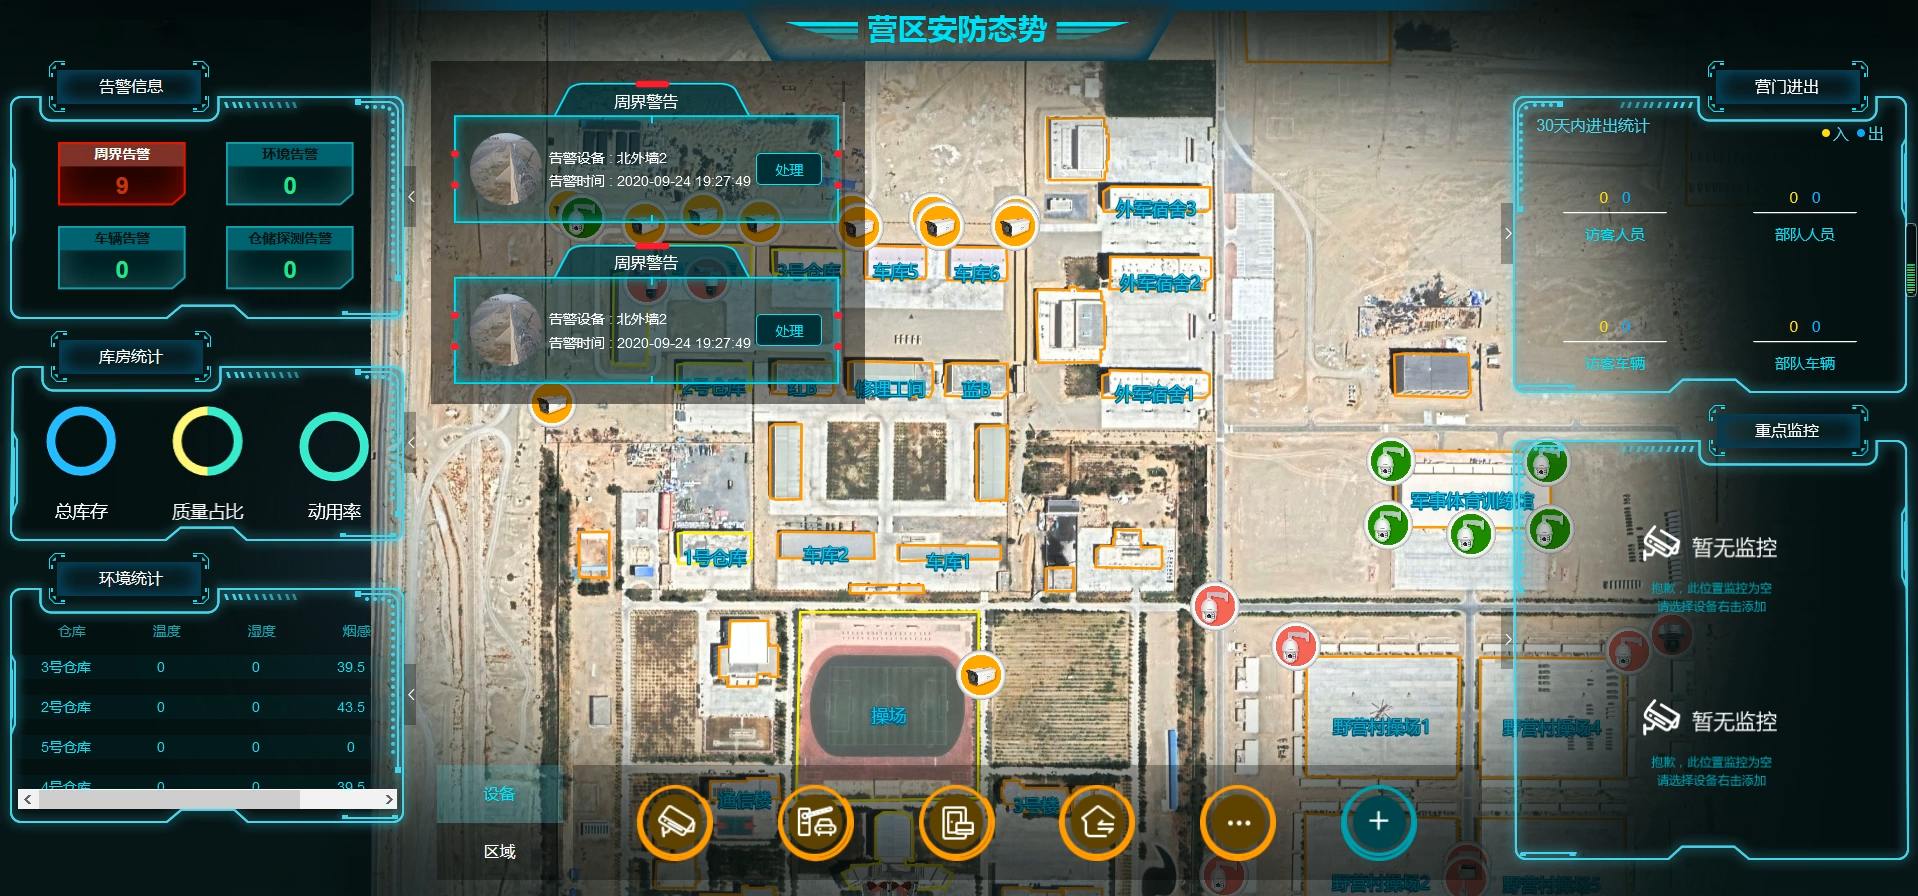 营区安防态势
告警信息
周界告警
9
环境告警
0
车辆告警
0
仓储探测告警
0
库房统计
总库存
质量占比
动用率
环境统计
仓库 温度 湿度 烟感
3号仓库 0 0 39.5
2号仓库 0 0 43.5
5号仓库 0 0 0
4号仓库 0 0 39.5
周界警告
告警设备 : 北外墙2
告警时间 : 2020-09-24 19:27:49
处理
周界警告
告警设备 : 北外墙2
告警时间 : 2020-09-24 19:27:49
处理
3号仓库
车库5
车库6
外军宿舍3
外军宿舍2
外军宿舍1
2号仓库
红B
修理工间
蓝B
1号仓库
车库2
车库1
军事体育训练馆
操场
野营村操场1
野营村操场4
通信楼
3号楼
野营村操场2
野营村操场5
设备
区域
营门进出
30天内进出统计
入 出
0 0
访客人员
0 0
部队人员
0 0
访客车辆
0 0
部队车辆
重点监控
暂无监控
抱歉，此位置监控为空
请选择设备右击添加
暂无监控
抱歉，此位置监控为空
请选择设备右击添加